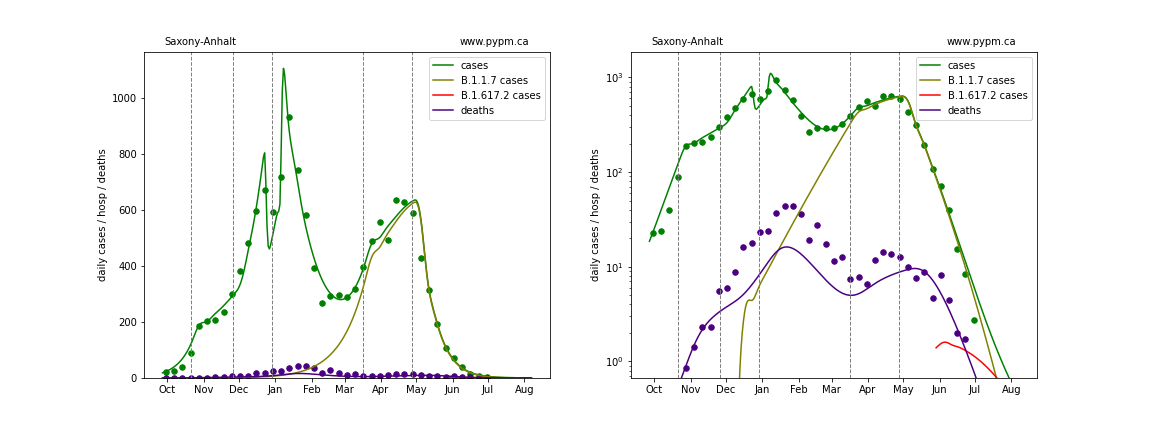 Saxony-Anhalt www.pypm.ca
cases
B.1.1.7 cases
B.1.617.2 cases
deaths
daily cases / hosp / deaths
1000
800
600
400
200
0
Oct Nov Dec Jan Feb Mar Apr May Jun Jul Aug
Saxony-Anhalt www.pypm.ca
cases
B.1.1.7 cases
B.1.617.2 cases
deaths
daily cases / hosp / deaths
10³
10²
10¹
10⁰
Oct Nov Dec Jan Feb Mar Apr May Jun Jul Aug